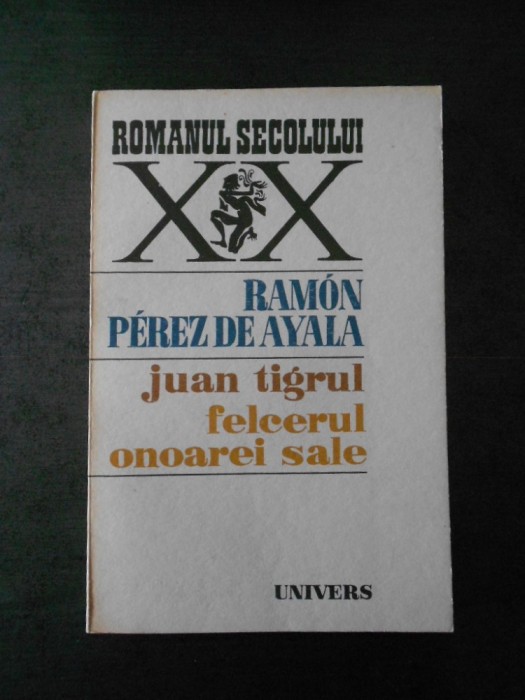 ROMANUL SECOLULUI
XX
RAMÓN
PÉREZ DE AYALA
juan tigrul
felcerul
onoarei sale
UNIVERS